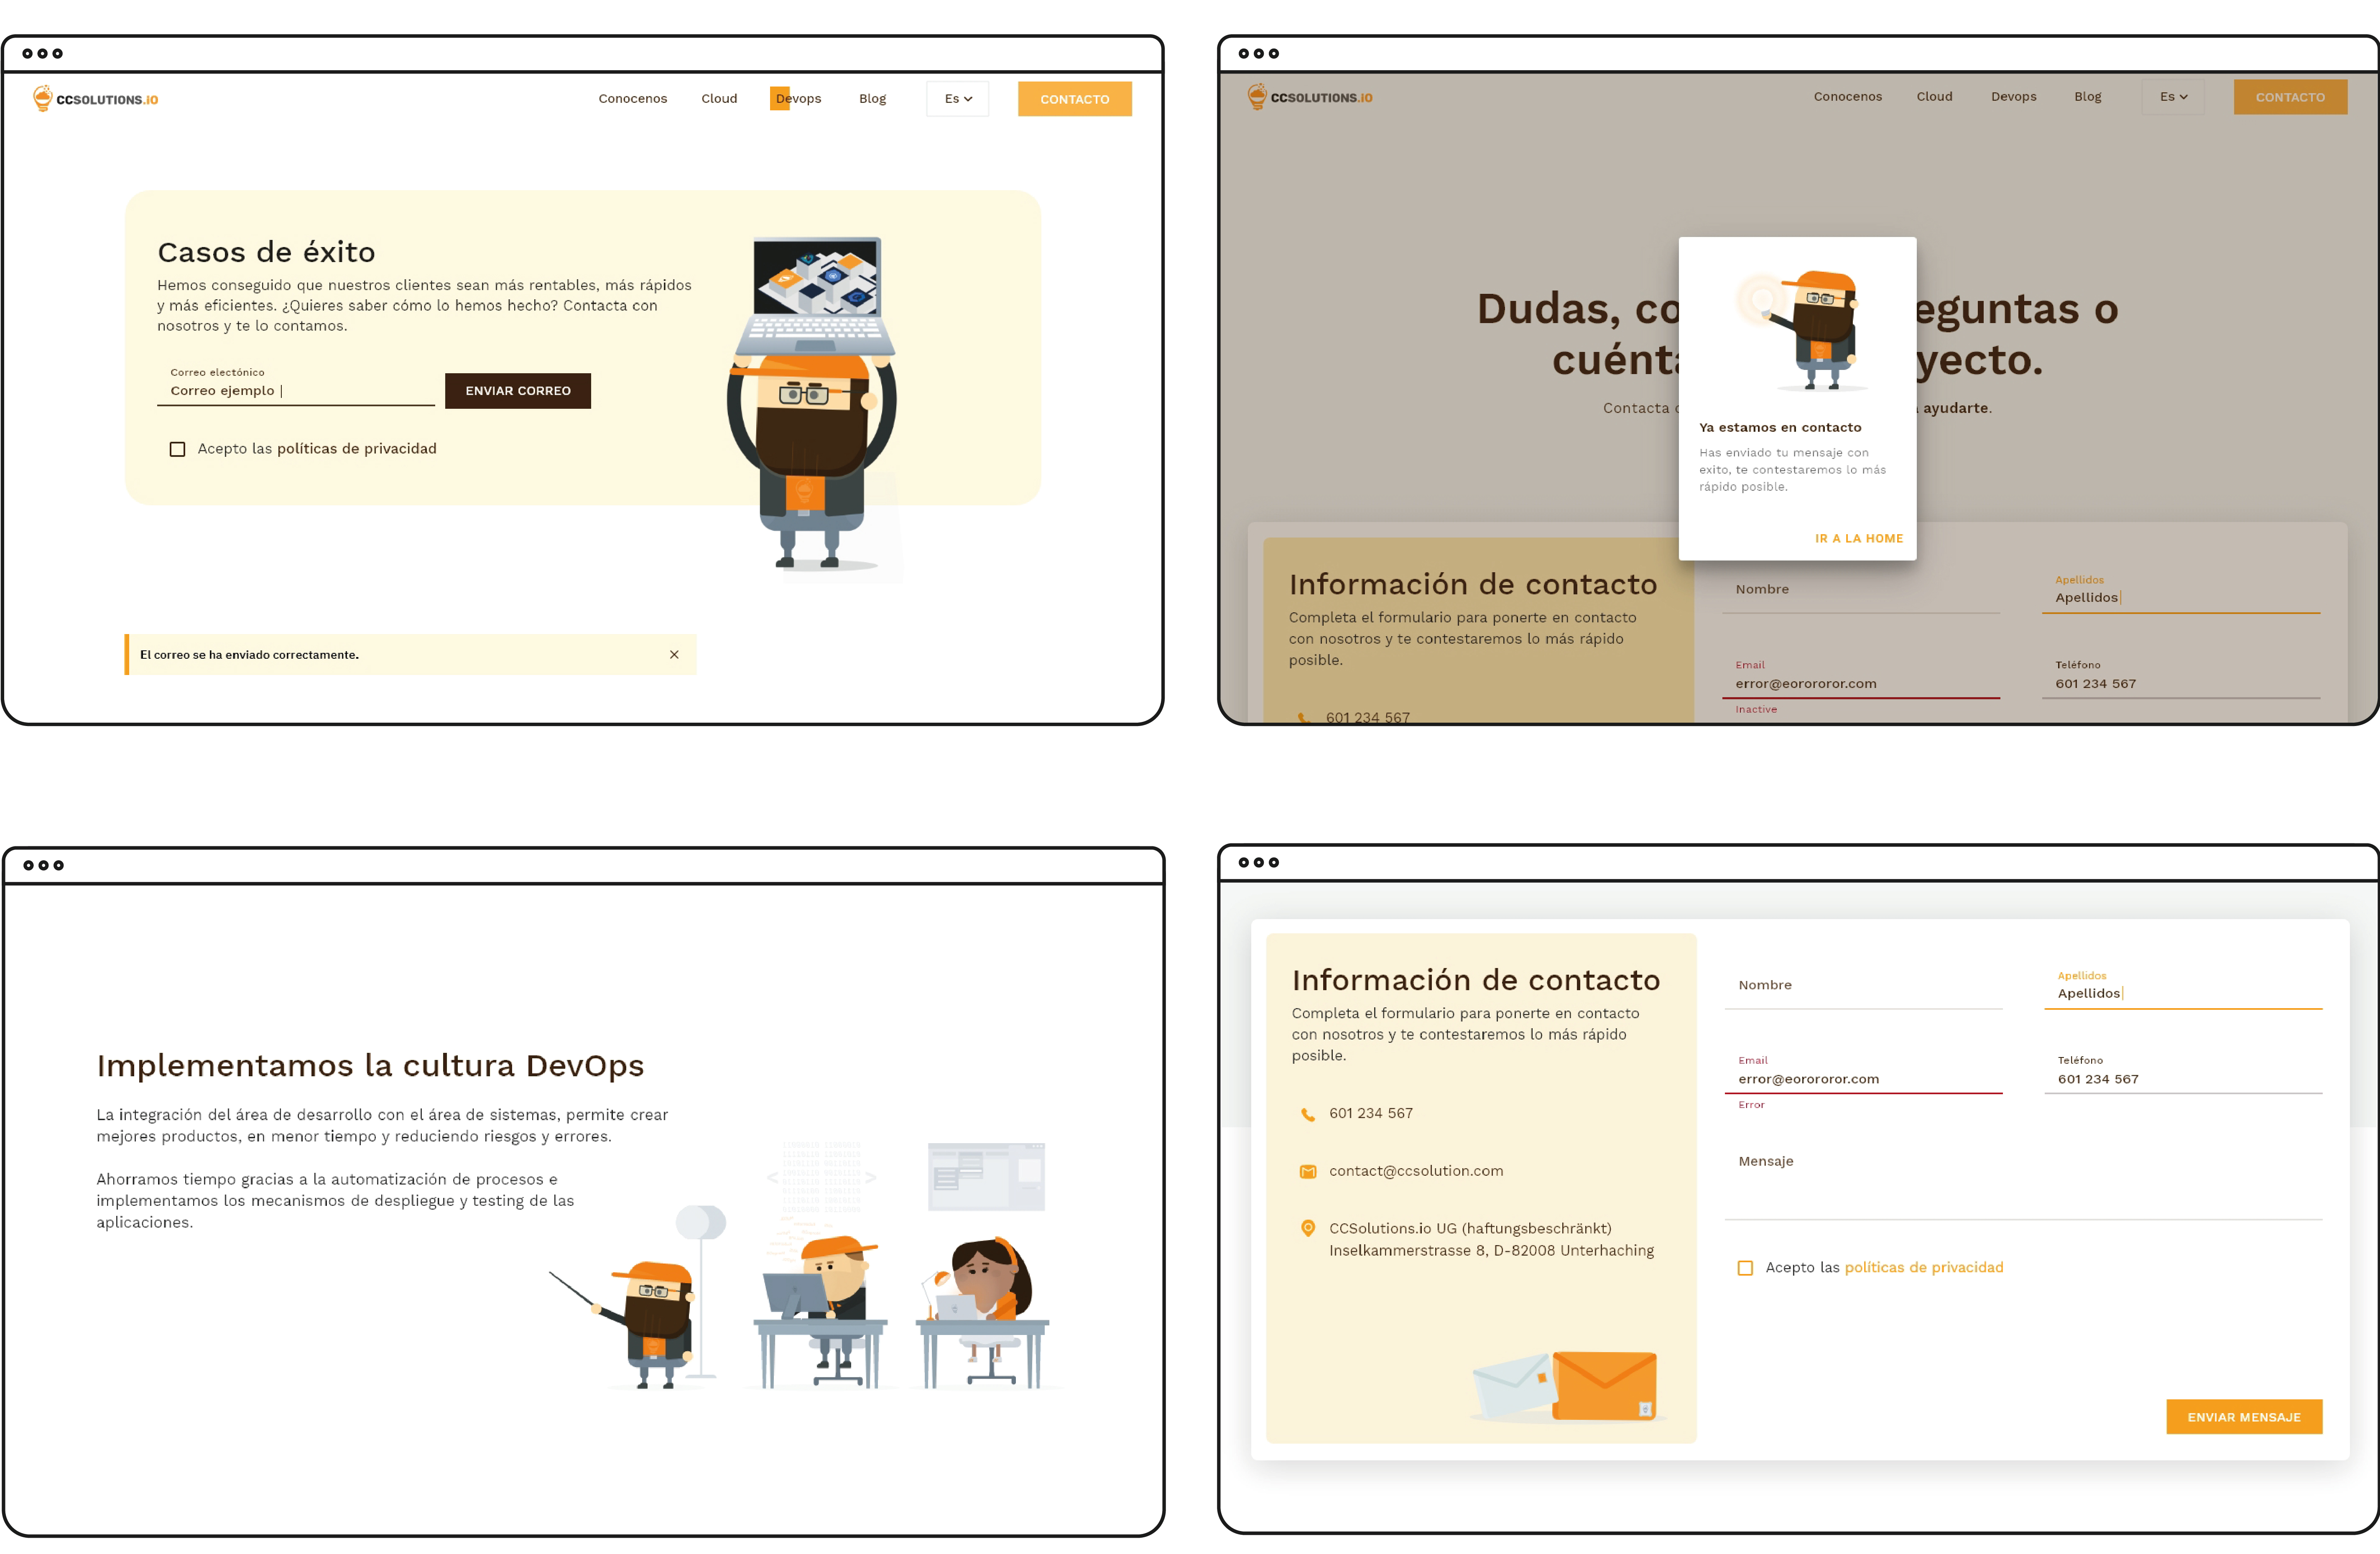 CCSOLUTIONS.IO
Conocenos
Cloud
Devops
Blog
Es
CONTACTO
Casos de éxito
Hemos conseguido que nuestros clientes sean más rentables, más rápidos
y más eficientes. ¿Quieres saber cómo lo hemos hecho? Contacta con
nosotros y te lo contamos.
Correo electónico
Correo ejemplo
ENVIAR CORREO
Acepto las políticas de privacidad
El correo se ha enviado correctamente.
CCSOLUTIONS.IO
Conocenos
Cloud
Devops
Blog
Es
CONTACTO
Dudas,
Contacta
ayudarte.
Ya estamos en contacto
Has enviado tu mensaje con
exito, te contestaremos lo más
rápido posible.
IR A LA HOME
Información de contacto
Completa el formulario para ponerte en contacto
con nosotros y te contestaremos lo más rápido
posible.
601 234 567
Nombre
Apellidos
Apellidos
Email
error@eorororor.com
Inactive
Teléfono
601 234 567
Implementamos la cultura DevOps
La integración del área de desarrollo con el área de sistemas, permite crear
mejores productos, en menor tiempo y reduciendo riesgos y errores.
Ahorramos tiempo gracias a la automatización de procesos e
implementamos los mecanismos de despliegue y testing de las
aplicaciones.
Información de contacto
Completa el formulario para ponerte en contacto
con nosotros y te contestaremos lo más rápido
posible.
601 234 567
contact@ccsolution.com
CCSolutions.io UG (haftungsbeschränkt)
Inselkammerstrasse 8, D-82008 Unterhaching
Nombre
Apellidos
Apellidos
Email
error@eorororor.com
Error
Teléfono
601 234 567
Mensaje
Acepto las políticas de privacidad
ENVIAR MENSAJE